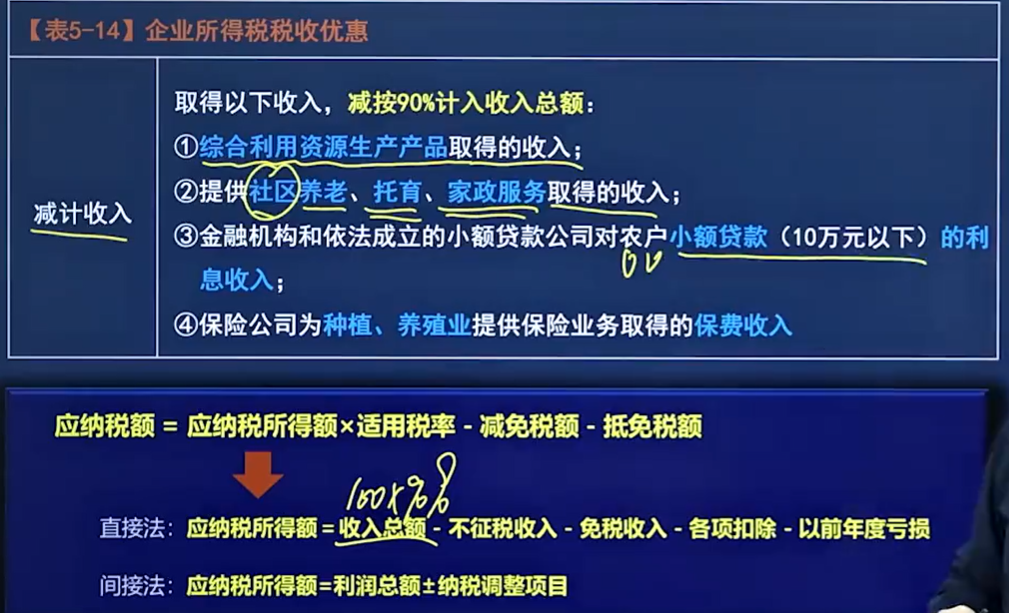 【表5-14】企业所得税税收优惠
减计收入
取得以下收入，减按90%计入收入总额：
①综合利用资源生产产品取得的收入；
②提供社区养老、托育、家政服务取得的收入；
③金融机构和依法成立的小额贷款公司对农户小额贷款（10万元以下）的利
息收入；
④保险公司为种植、养殖业提供保险业务取得的保费收入
应纳税额 = 应纳税所得额×适用税率 - 减免税额 - 抵免税额
直接法：应纳税所得额=收入总额 - 不征税收入 - 免税收入 - 各项扣除 - 以前年度亏损
间接法：应纳税所得额=利润总额±纳税调整项目